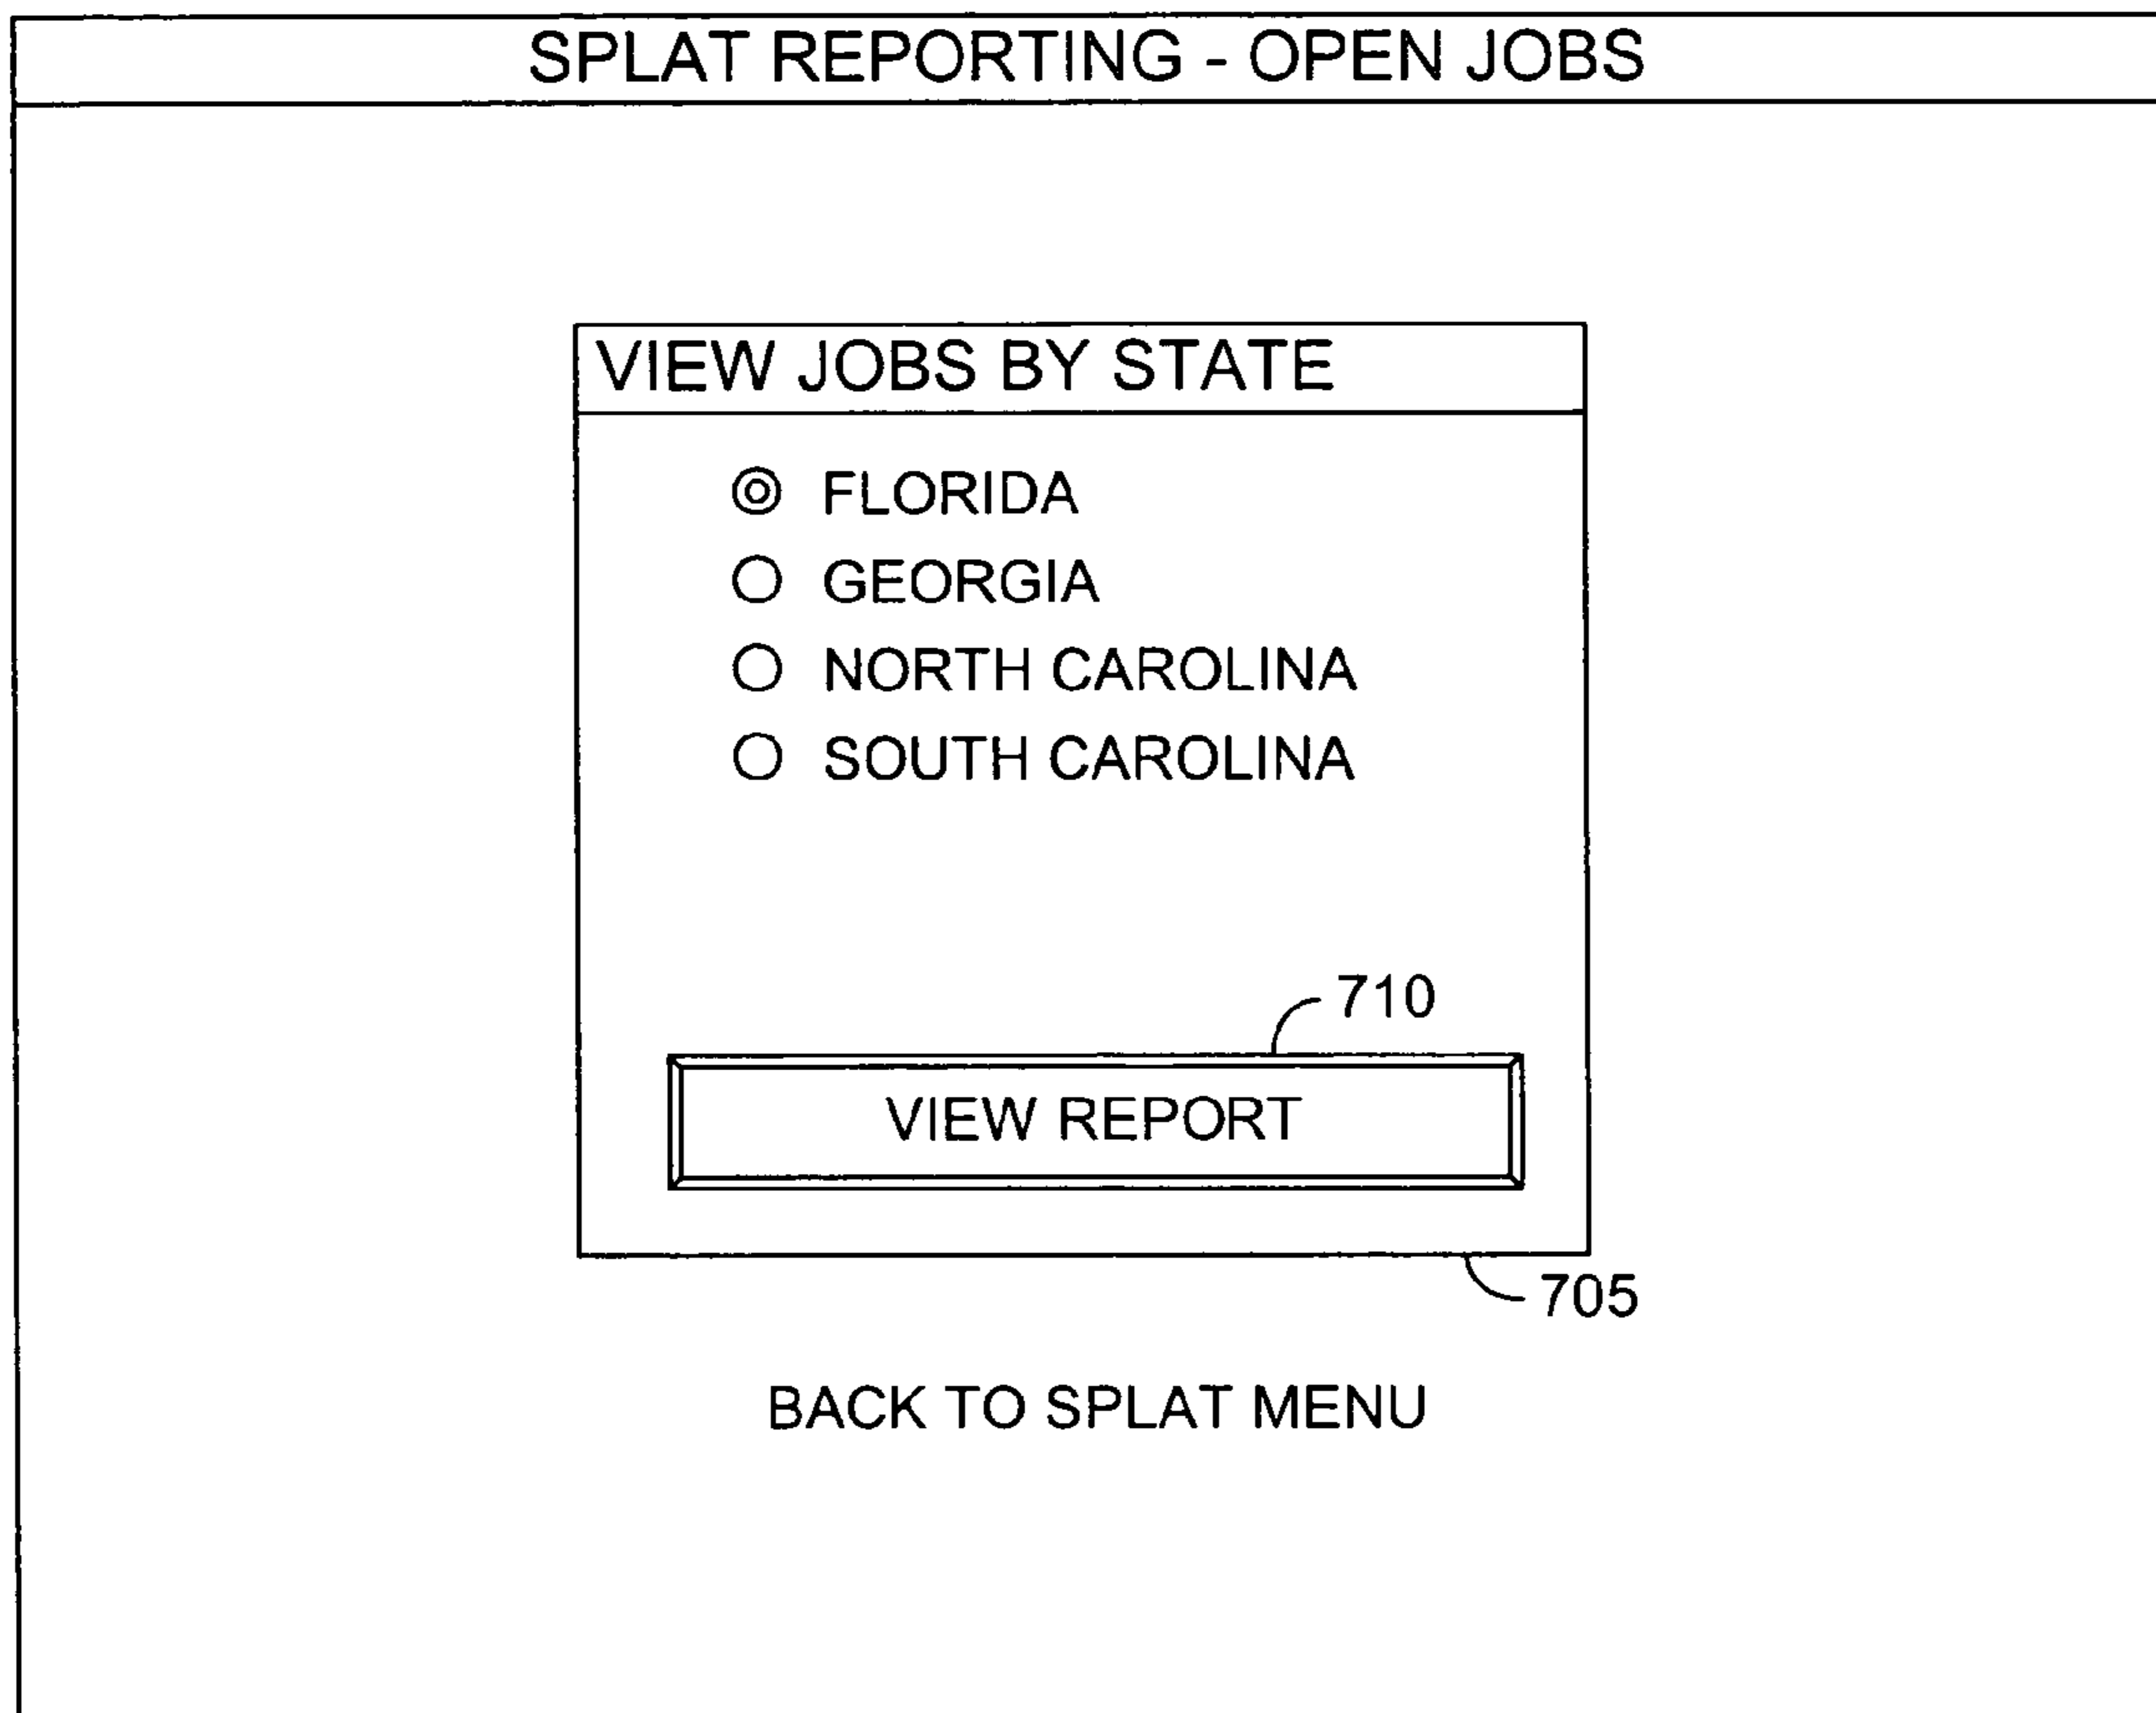 SPLAT REPORTING - OPEN JOBS
VIEW JOBS BY STATE
FLORIDA
GEORGIA
NORTH CAROLINA
SOUTH CAROLINA
710
VIEW REPORT
705
BACK TO SPLAT MENU